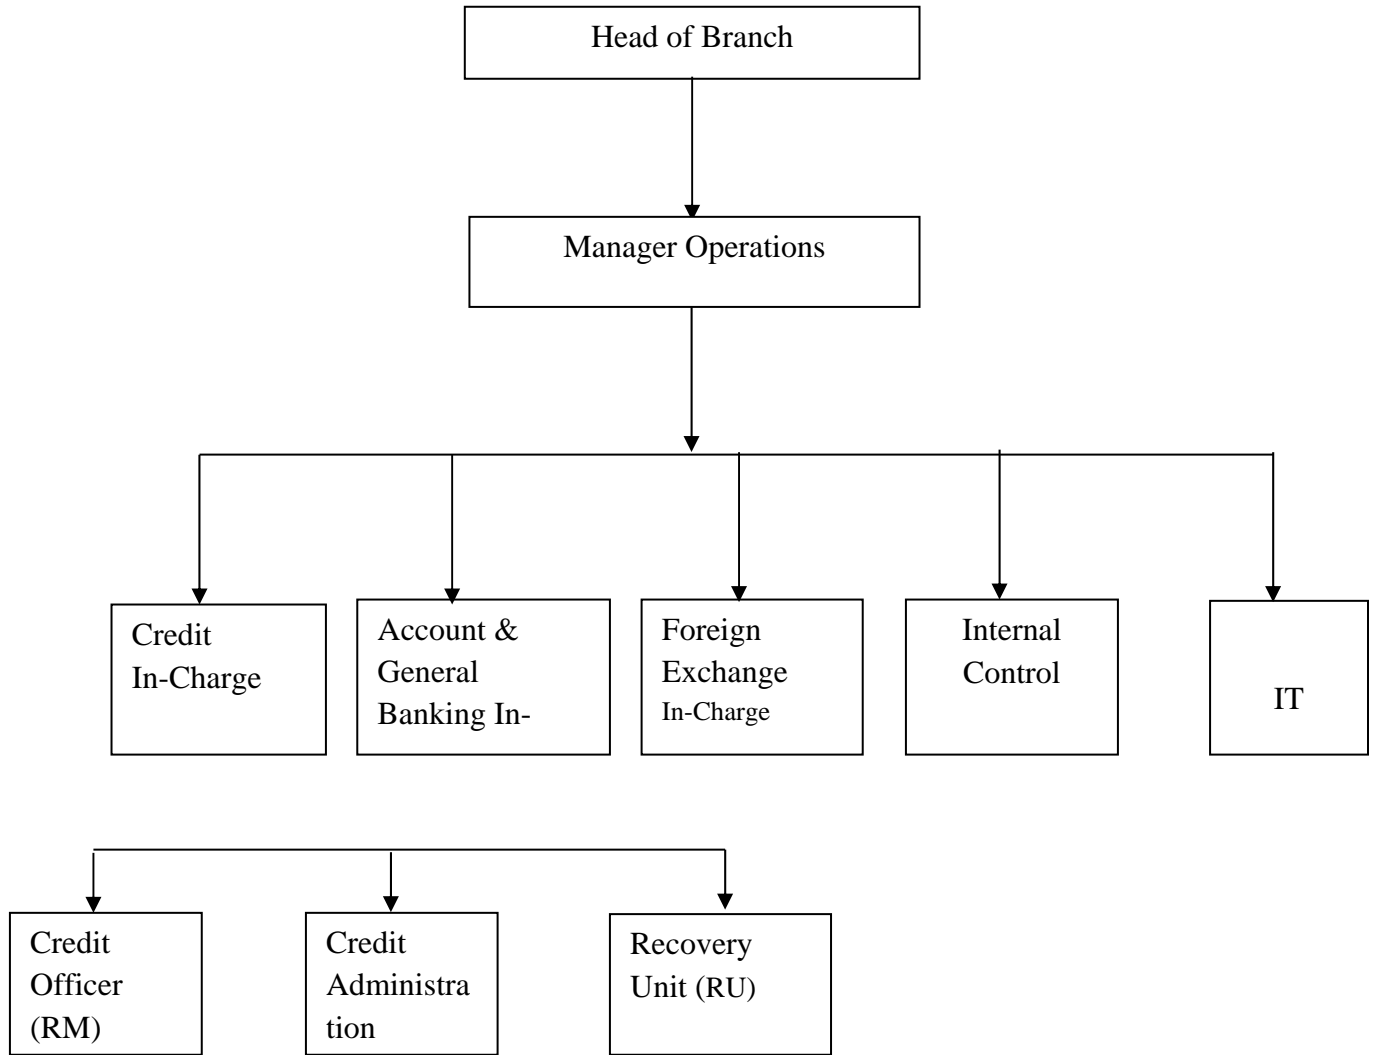 Head of Branch
Manager Operations
Credit
In-Charge
Account &
General
Banking In-
Foreign
Exchange
In-Charge
Internal
Control
IT
Credit
Officer
(RM)
Credit
Administra
tion
Recovery
Unit (RU)